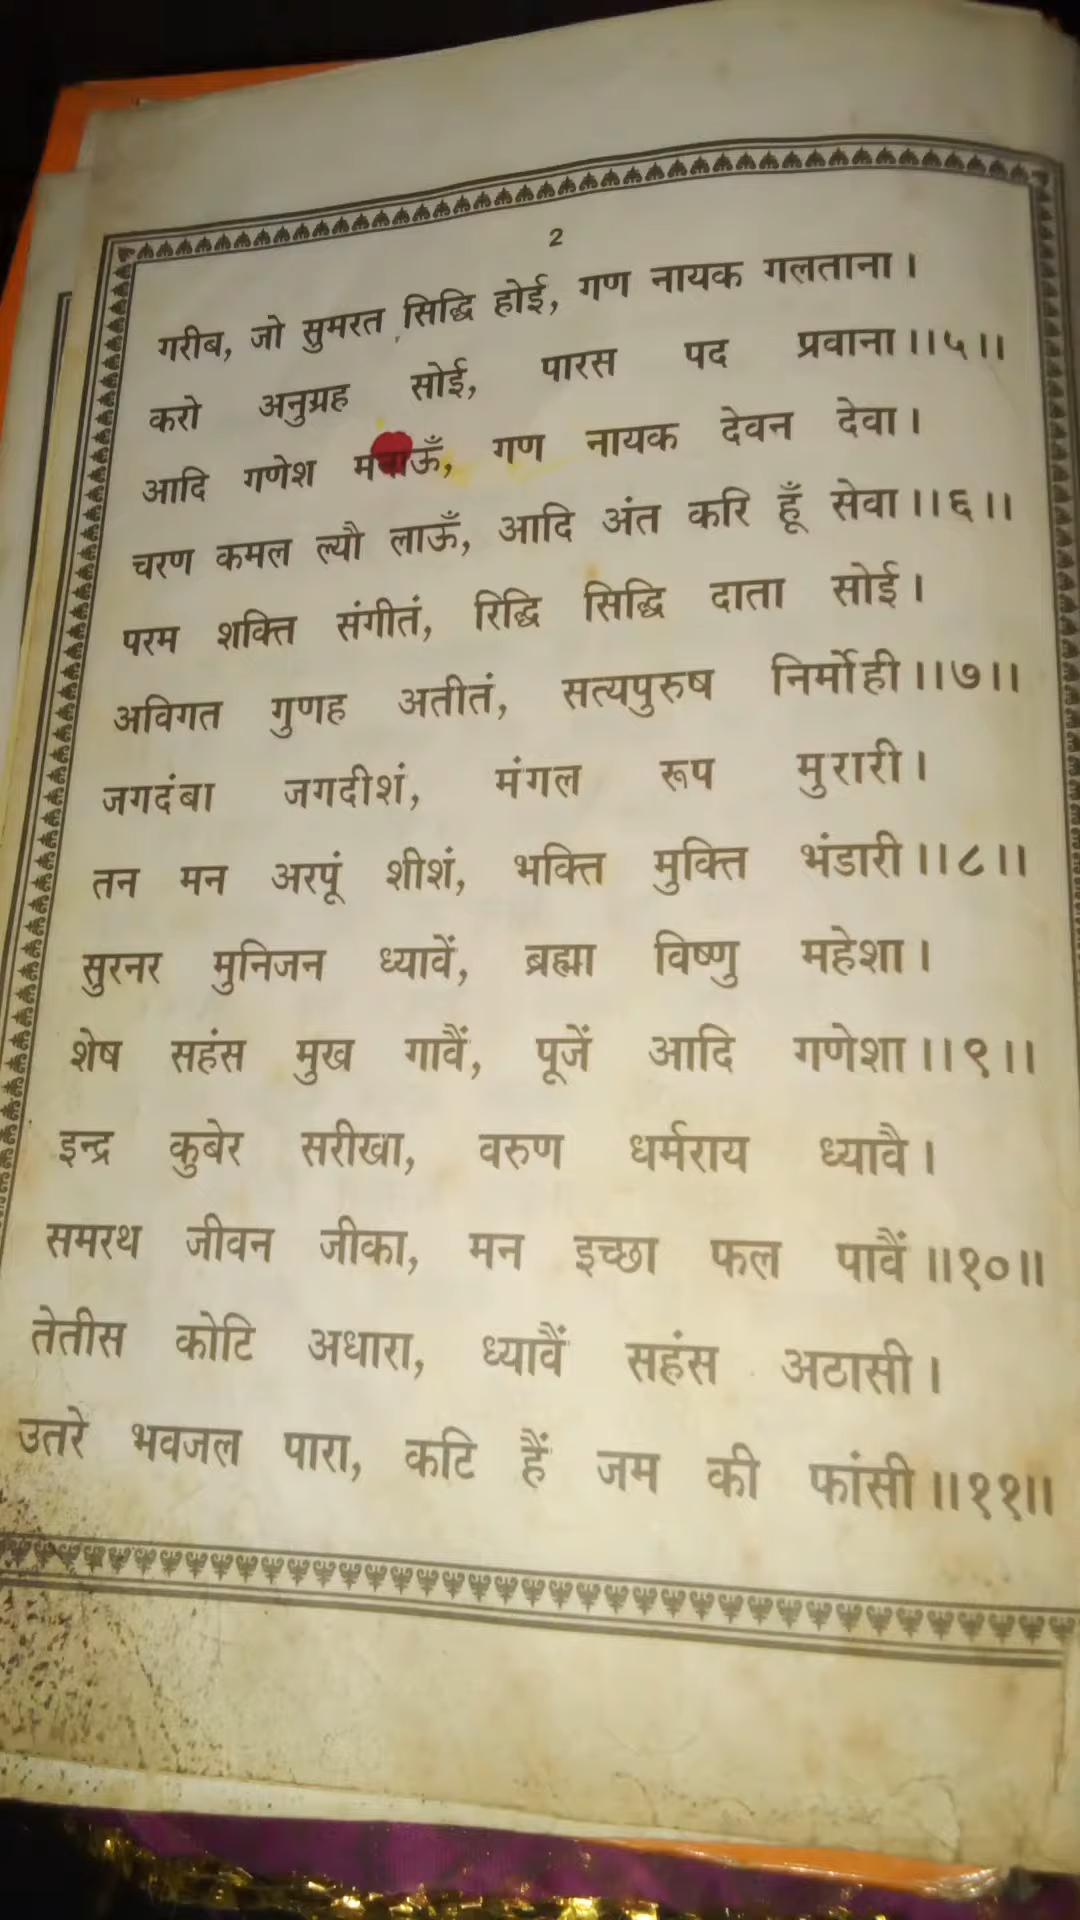 2
गरीब, जो सुमरत सिद्धि होई, गण नायक गलताना।
करो अनुग्रह सोई, पारस पद प्रवाना।।५।।
आदि गणेश मनाऊँ, गण नायक देवन देवा।
चरण कमल ल्यौ लाऊँ, आदि अंत करि हूँ सेवा।।६।।
परम शक्ति संगीतं, रिद्धि सिद्धि दाता सोई।
अविगत गुणह अतीतं, सत्यपुरुष निर्मोही।।७।।
जगदंबा जगदीशं, मंगल रूप मुरारी।
तन मन अरपूं शीशं, भक्ति मुक्ति भंडारी।।८।।
सुरनर मुनिजन ध्यावें, ब्रह्मा विष्णु महेशा।
शेष सहंस मुख गावैं, पूजें आदि गणेशा।।९।।
इन्द्र कुबेर सरीखा, वरुण धर्मराय ध्यावै।
समरथ जीवन जीका, मन इच्छा फल पावैं॥१०॥
तेतीस कोटि अधारा, ध्यावैं सहंस अठासी।
उतरे भवजल पारा, कटि हैं जम की फांसी॥११॥